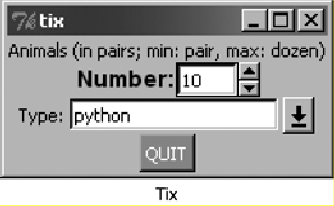 tix
Animals (in pairs; min: pair, max: dozen)
Number: 10
Type: python
QUIT
Tix